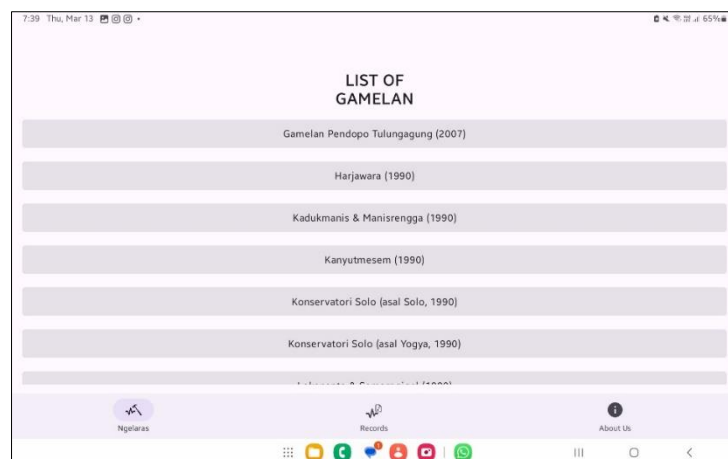 7:39 Thu, Mar 13
65%
LIST OF
GAMELAN
Gamelan Pendopo Tulungagung (2007)
Harjawara (1990)
Kadukmanis & Manisrengga (1990)
Kanyutmesem (1990)
Konservatori Solo (asal Solo, 1990)
Konservatori Solo (asal Yogya, 1990)
Ngelaras
Records
About Us